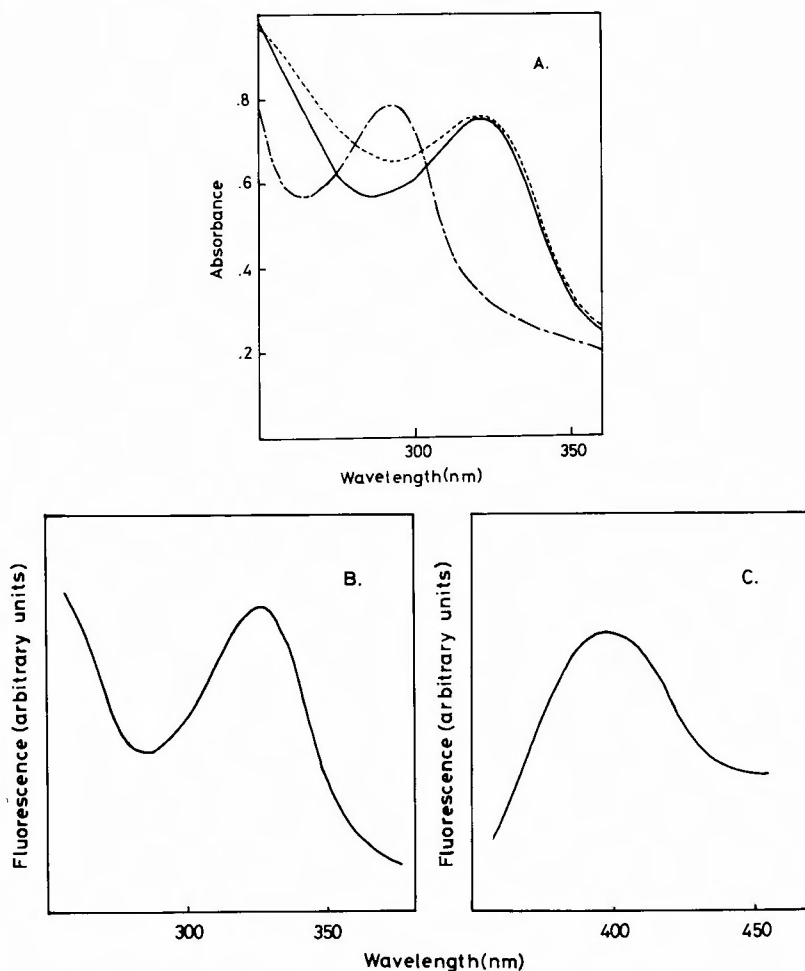 A.
.8
.6
.4
.2
Absorbance
300 350
Wavelength(nm)
B. C.
Fluorescence (arbitrary units)
Fluorescence (arbitrary units)
300 350
400 450
Wavelength(nm)